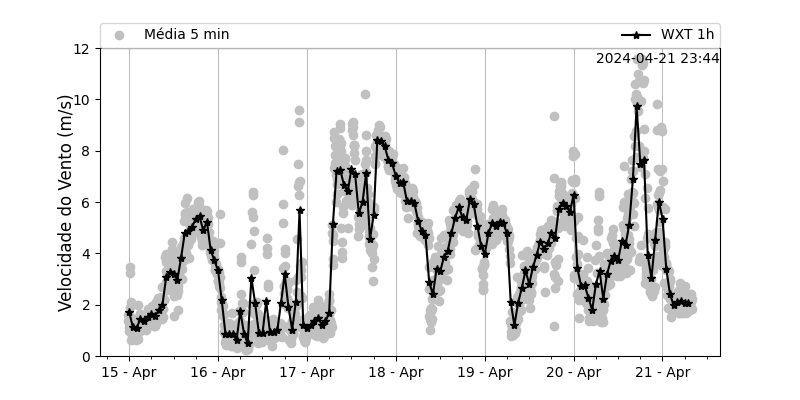 Média 5 min
WXT 1h
2024-04-21 23:44
Velocidade do Vento (m/s)
12
10
8
6
4
2
0
15 - Apr
16 - Apr
17 - Apr
18 - Apr
19 - Apr
20 - Apr
21 - Apr